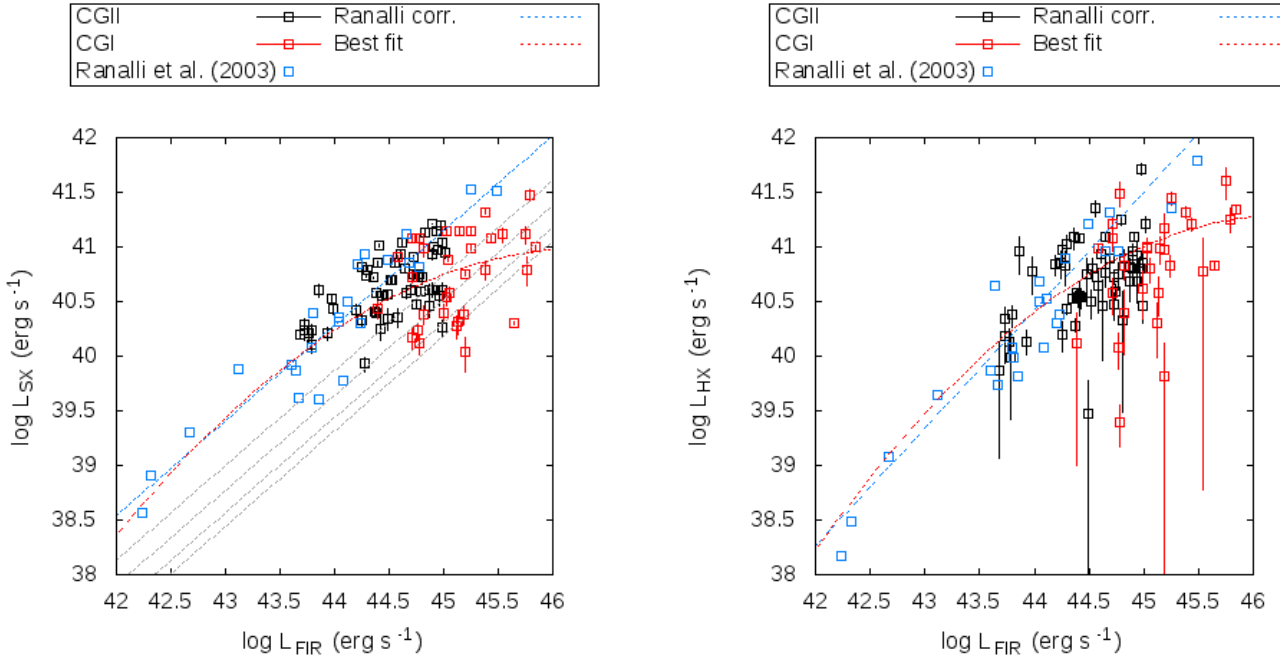 CGII Ranalli corr.
CGI Best fit
Ranalli et al. (2003)
42
41.5
41
40.5
40
39.5
39
38.5
38
log L_SX (erg s^-1)
42 42.5 43 43.5 44 44.5 45 45.5 46
log L_FIR (erg s^-1)
CGII Ranalli corr.
CGI Best fit
Ranalli et al. (2003)
42
41.5
41
40.5
40
39.5
39
38.5
38
log L_HX (erg s^-1)
42 42.5 43 43.5 44 44.5 45 45.5 46
log L_FIR (erg s^-1)